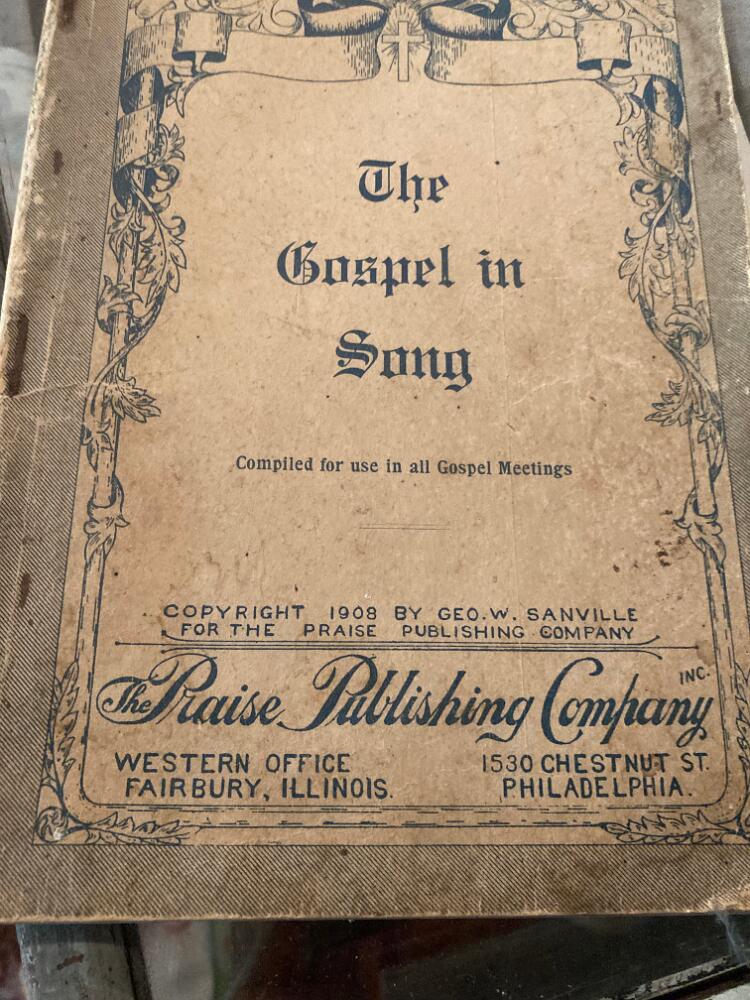 The
Gospel in
Song
Compiled for use in all Gospel Meetings
COPYRIGHT 1908 BY GEO. W. SANVILLE
FOR THE PRAISE PUBLISHING COMPANY
The Praise Publishing Company INC.
WESTERN OFFICE 1530 CHESTNUT ST.
FAIRBURY, ILLINOIS. PHILADELPHIA.